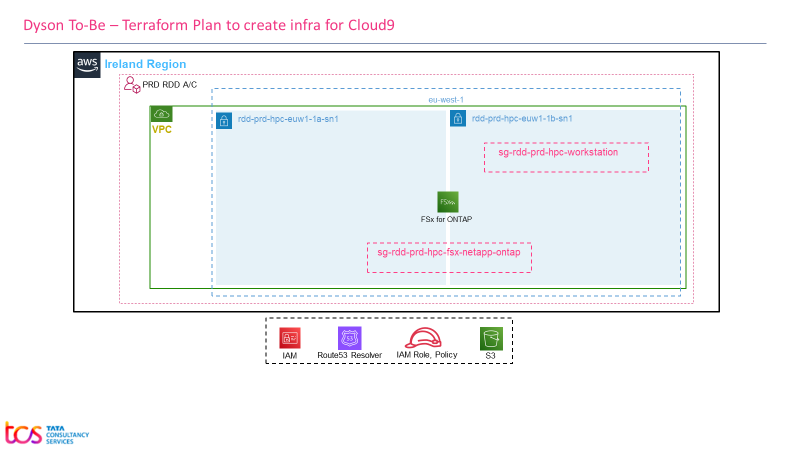 Dyson To-Be – Terraform Plan to create infra for Cloud9
aws
Ireland Region
PRD RDD A/C
eu-west-1
VPC
rdd-prd-hpc-euw1-1a-sn1
rdd-prd-hpc-euw1-1b-sn1
sg-rdd-prd-hpc-workstation
FSx
FSx for ONTAP
sg-rdd-prd-hpc-fsx-netapp-ontap
53
IAM
Route53 Resolver
IAM Role, Policy
S3
tcs
TATA
CONSULTANCY
SERVICES